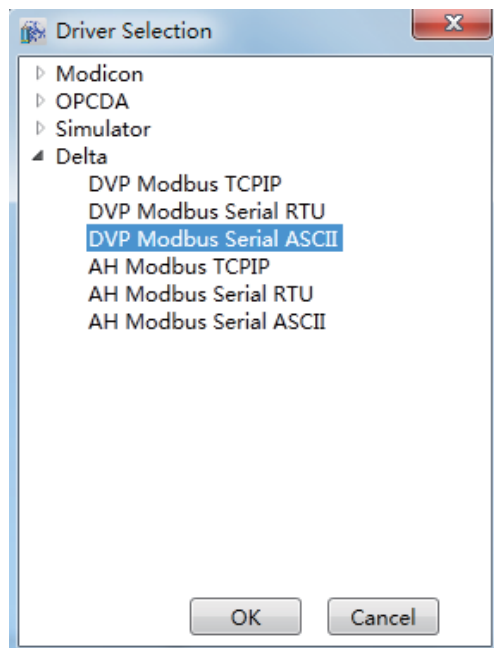 Driver Selection
Modicon
OPCDA
Simulator
Delta
DVP Modbus TCPIP
DVP Modbus Serial RTU
DVP Modbus Serial ASCII
AH Modbus TCPIP
AH Modbus Serial RTU
AH Modbus Serial ASCII
OK Cancel